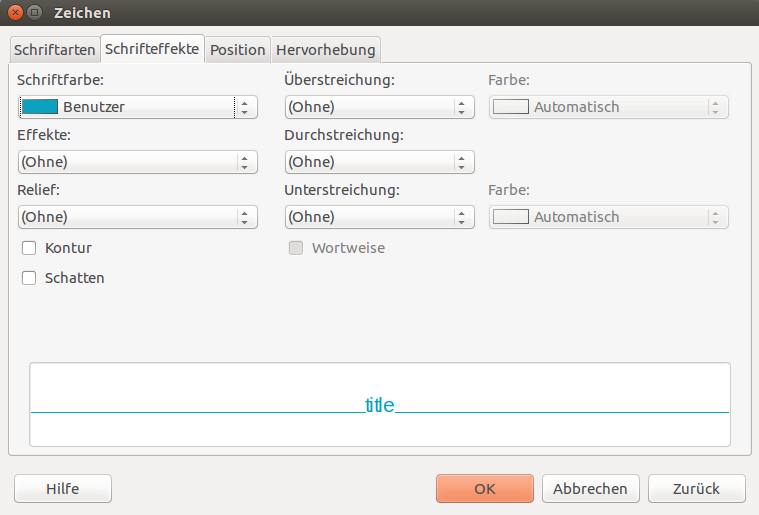 Zeichen
Schriftarten Schrifteffekte Position Hervorhebung
Schriftfarbe: Überstreichung: Farbe:
Benutzer (Ohne) Automatisch
Effekte: Durchstreichung:
(Ohne) (Ohne)
Relief: Unterstreichung: Farbe:
(Ohne) (Ohne) Automatisch
Kontur Wortweise
Schatten
title
Hilfe OK Abbrechen Zurück